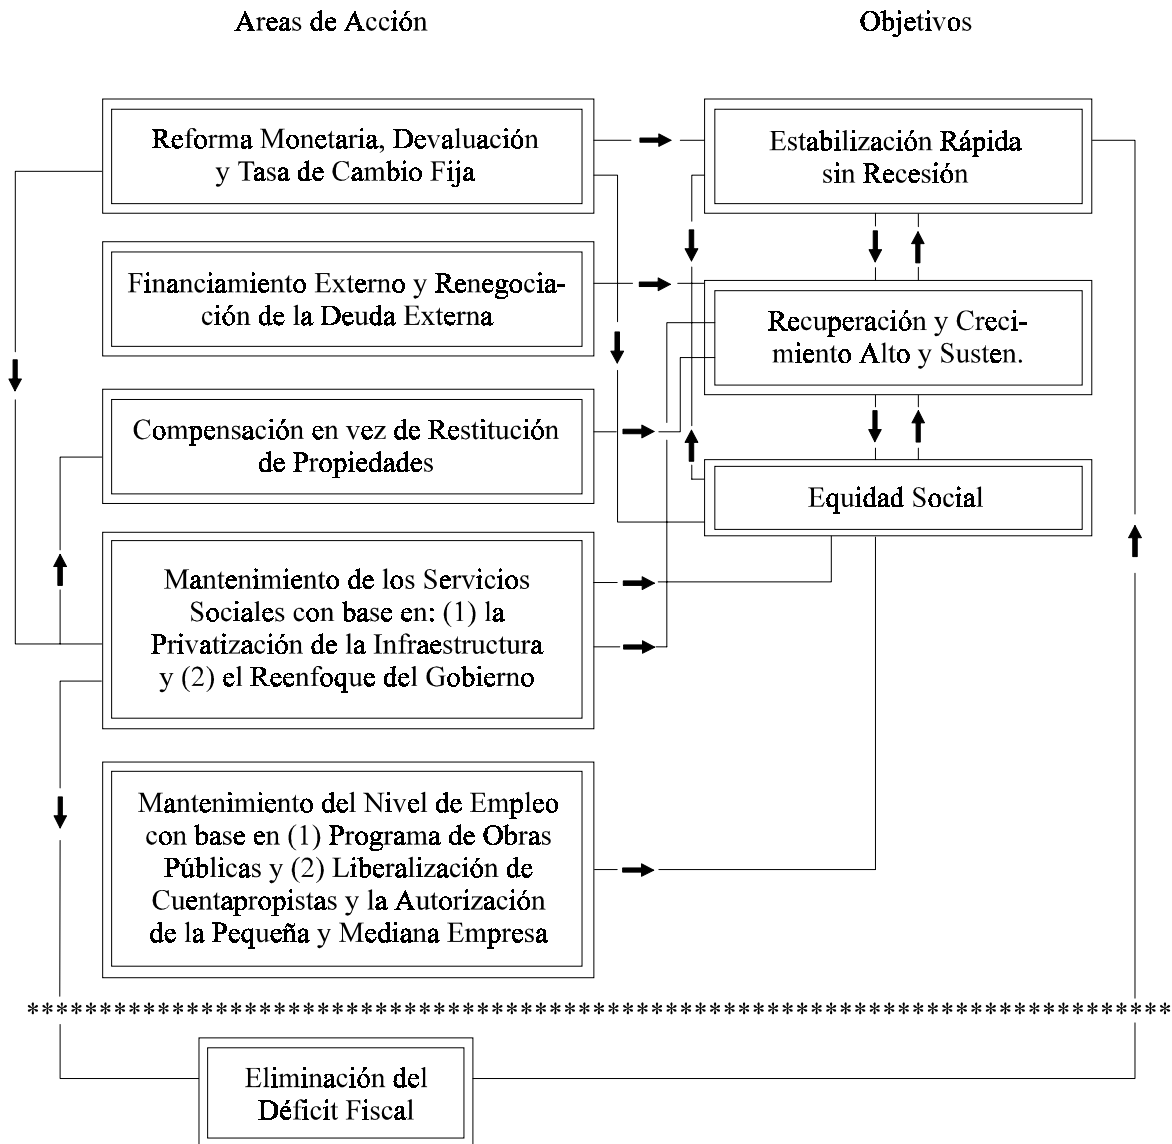 Areas de Acción
Objetivos
Reforma Monetaria, Devaluación
y Tasa de Cambio Fija
Estabilización Rápida
sin Recesión
Financiamiento Externo y Renegocia-
ción de la Deuda Externa
Recuperación y Creci-
miento Alto y Susten.
Compensación en vez de Restitución
de Propiedades
Equidad Social
Mantenimiento de los Servicios
Sociales con base en: (1) la
Privatización de la Infraestructura
y (2) el Reenfoque del Gobierno
Mantenimiento del Nivel de Empleo
con base en (1) Programa de Obras
Públicas y (2) Liberalización de
Cuentapropistas y la Autorización
de la Pequeña y Mediana Empresa
******************************************************************************
Eliminación del
Déficit Fiscal